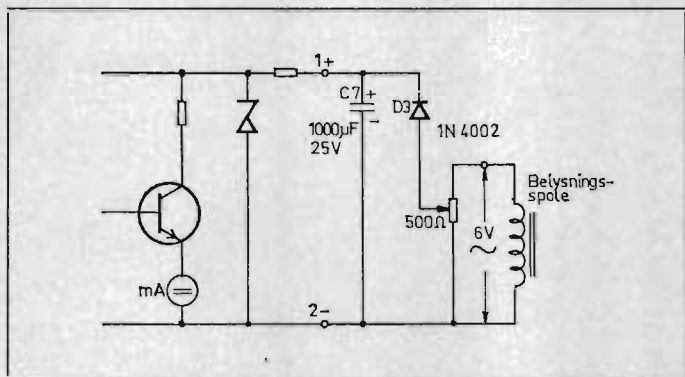 1+
C7 +
-
1000µF
25V
D3
1N 4002
Belysnings-
spole
500Ω
6V
~
mA
2-